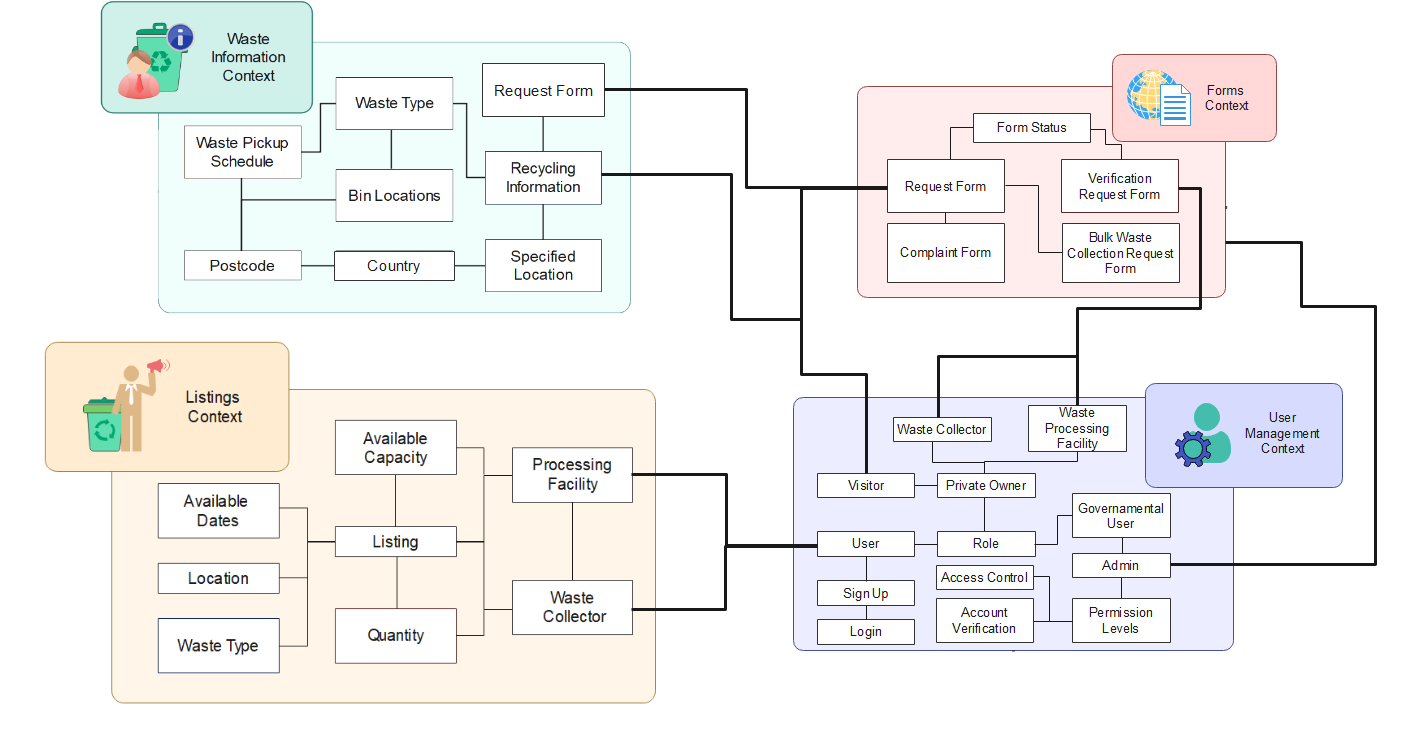 Waste
Information
Context
Waste Type
Request Form
Waste Pickup
Schedule
Recycling
Information
Bin Locations
Postcode
Country
Specified
Location
Forms
Context
Form Status
Request Form
Verification
Request Form
Complaint Form
Bulk Waste
Collection Request
Form
Listings
Context
Available
Capacity
Processing
Facility
Available
Dates
Listing
Location
Waste
Collector
Quantity
Waste Type
User
Management
Context
Waste Collector
Waste
Processing
Facility
Visitor
Private Owner
Governamental
User
User
Role
Admin
Access Control
Sign Up
Account
Verification
Permission
Levels
Login